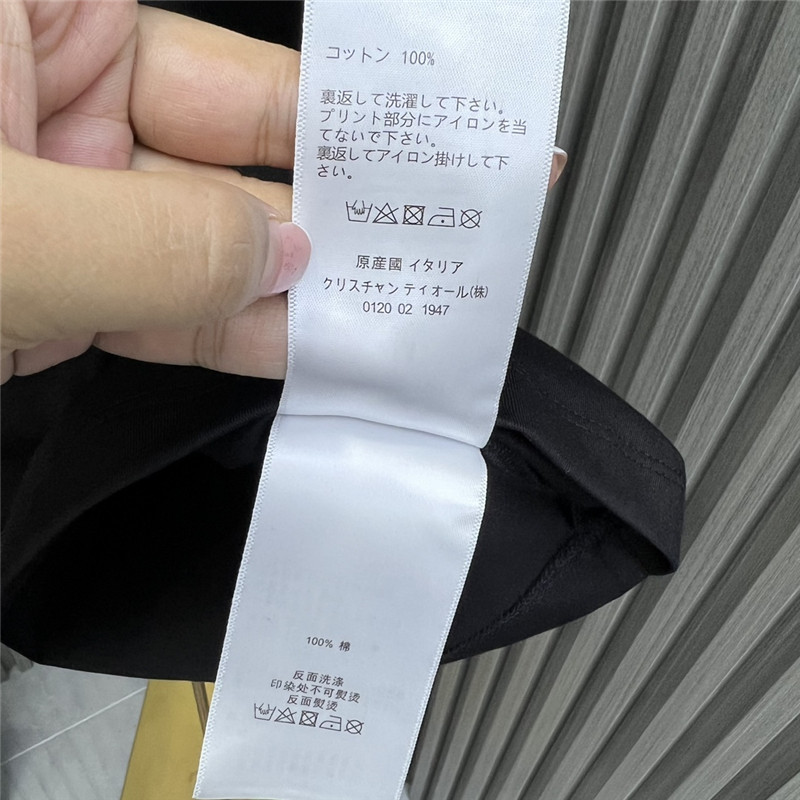 コットン 100%
裏返して洗濯して下さい。
プリント部分にアイロンを当
てないで下さい。
裏返してアイロン掛けして下
さい。
原産國 イタリア
クリスチャン ティオール(株)
0120 02 1947
100% 棉
反面洗涤
印染处不可熨烫
反面熨烫